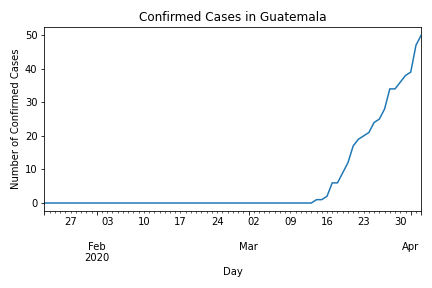 Confirmed Cases in Guatemala
50
40
30
20
10
0
Number of Confirmed Cases
27 03 10 17 24 02 09 16 23 30
Feb Mar Apr
2020
Day